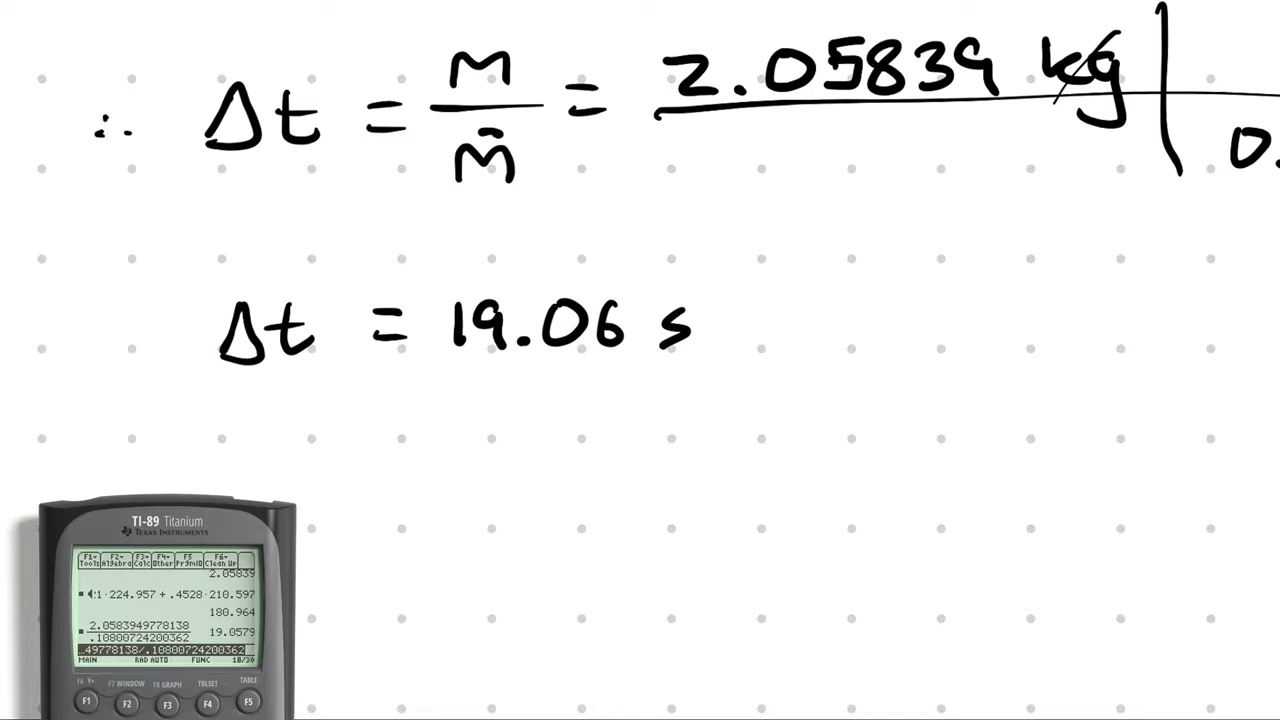 ∴ Δt = m / ṁ = 2.05839 kg | 0.
Δt = 19.06 s
TI-89 Titanium
TEXAS INSTRUMENTS
F1 Tools F2 Algebra F3 Calc F4 Other F5 PrgmIO F6 Clean Up
2.05839
1·224.957 + .4528·210.597
180.964
2.0583949778138
.10800724200362
19.0579
…49778138/.10800724200362
MAIN RAD AUTO FUNC 18/30
F6 Y= F7 WINDOW F8 GRAPH TBLSET TABLE
F1 F2 F3 F4 F5